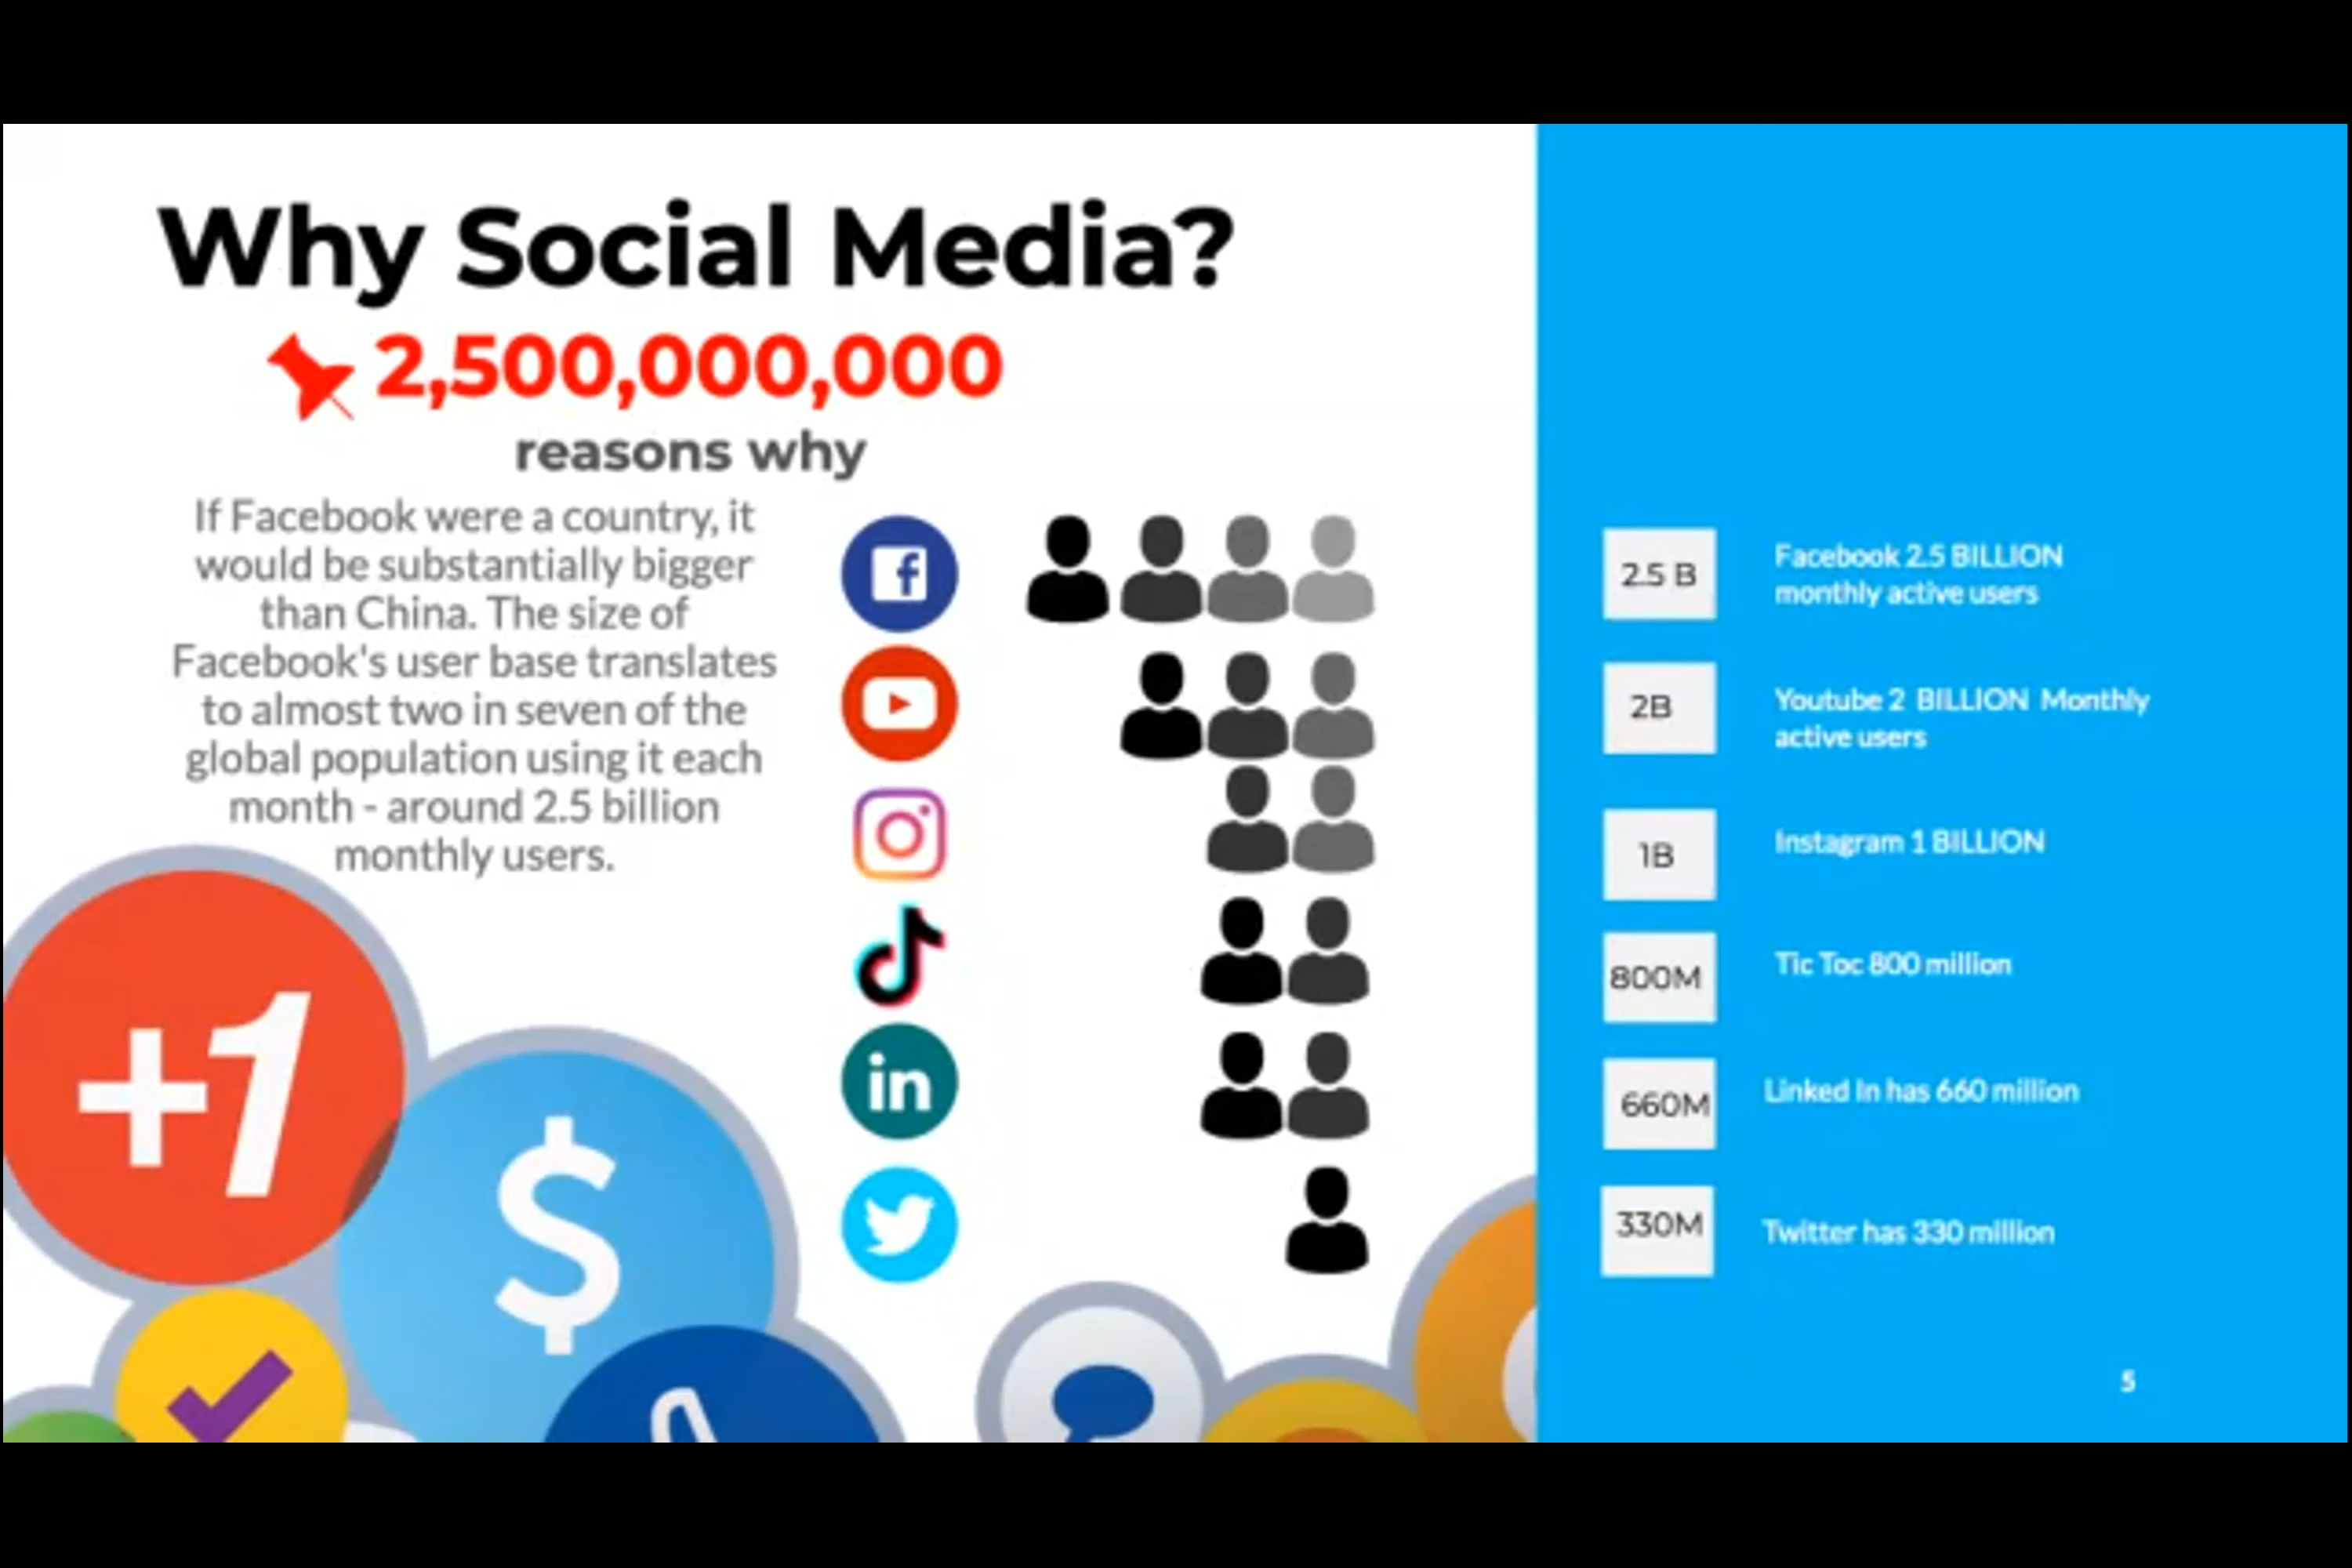 Why Social Media?
2,500,000,000
reasons why
If Facebook were a country, it
would be substantially bigger
than China. The size of
Facebook's user base translates
to almost two in seven of the
global population using it each
month - around 2.5 billion
monthly users.
+1
$
in
2.5 B
Facebook 2.5 BILLION
monthly active users
2B
Youtube 2 BILLION Monthly
active users
1B
Instagram 1 BILLION
800M
Tic Toc 800 million
660M
Linked In has 660 million
330M
Twitter has 330 million
5